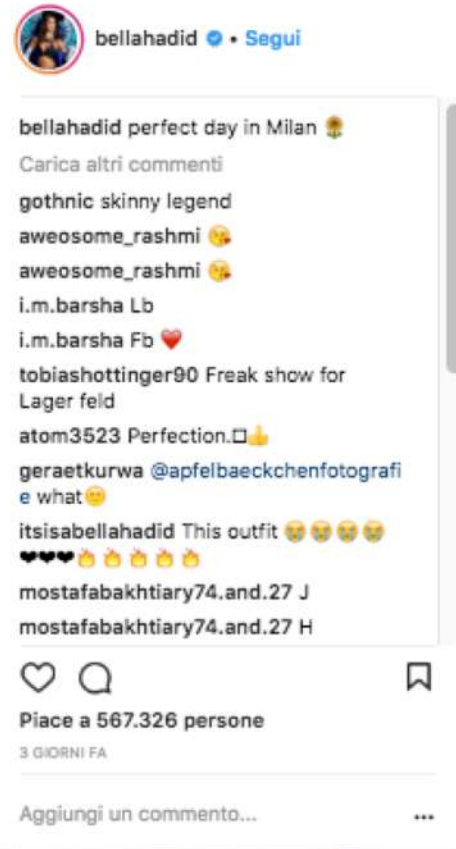 bellahadid • Segui
bellahadid perfect day in Milan 🌻
Carica altri commenti
gothnic skinny legend
aweosome_rashmi 😘
aweosome_rashmi 😘
i.m.barsha Lb
i.m.barsha Fb ❤️
tobiashottinger90 Freak show for
Lager feld
atom3523 Perfection.□👍
geraetkurwa @apfelbaeckchenfotografi
e what🙁
itsisabellahadid This outfit 😭😭😭😭
❤❤❤🔥🔥🔥🔥🔥
mostafabakhtiary74.and.27 J
mostafabakhtiary74.and.27 H
Piace a 567.326 persone
3 GIORNI FA
Aggiungi un commento...